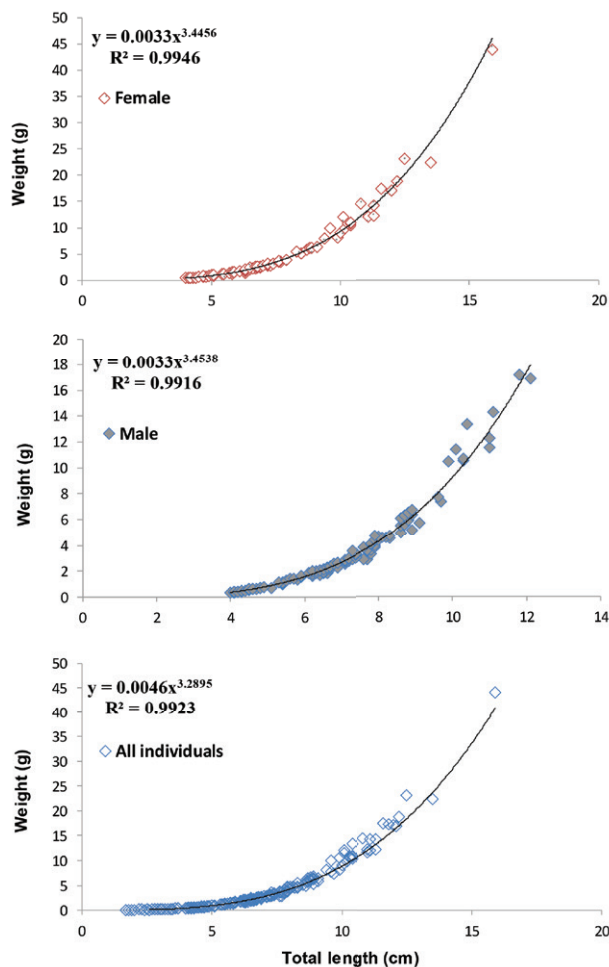 y = 0.0033x^3.4456
R² = 0.9946
Female
Weight (g)
50
45
40
35
30
25
20
15
10
5
0
0 5 10 15 20
y = 0.0033x^3.4538
R² = 0.9916
Male
Weight (g)
20
18
16
14
12
10
8
6
4
2
0
0 2 4 6 8 10 12 14
y = 0.0046x^3.2895
R² = 0.9923
All individuals
Weight (g)
50
45
40
35
30
25
20
15
10
5
0
0 5 10 15 20
Total length (cm)